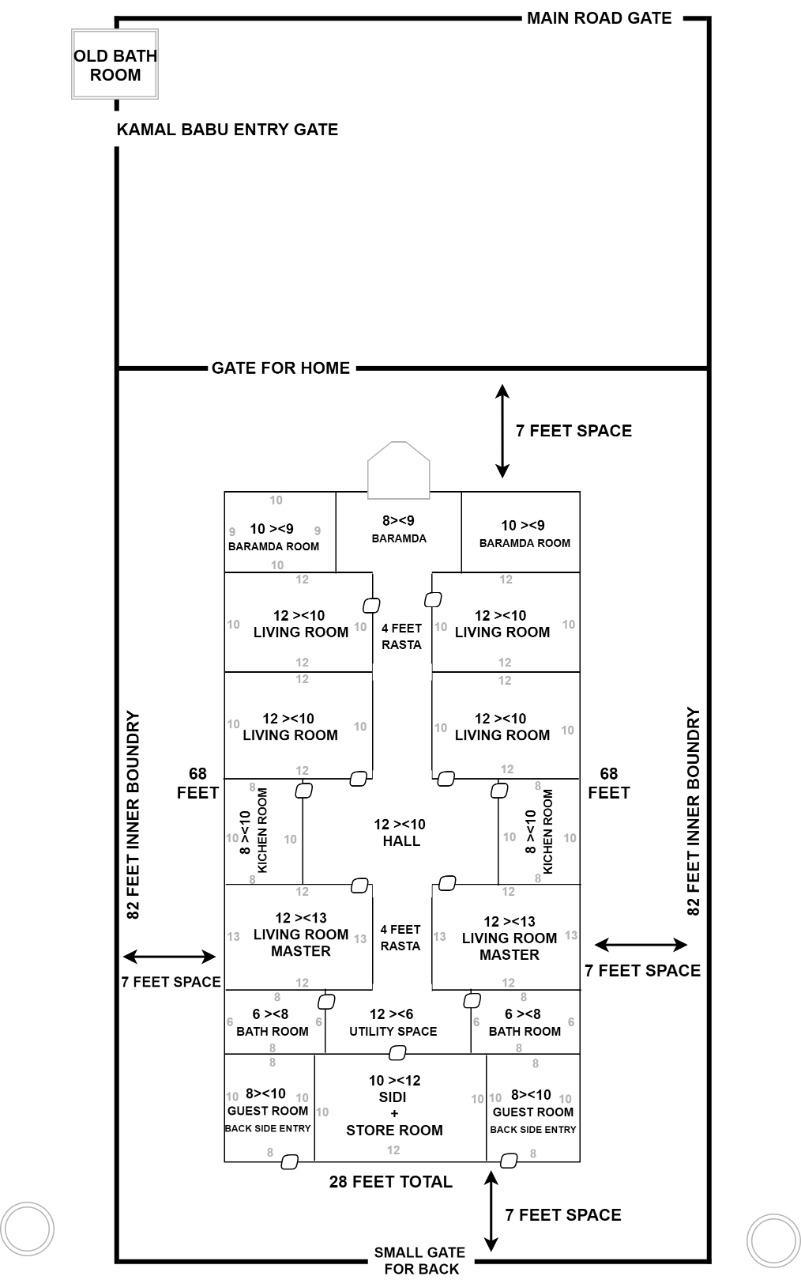 MAIN ROAD GATE
OLD BATH
ROOM
KAMAL BABU ENTRY GATE
GATE FOR HOME
7 FEET SPACE
10
9
10 ><9
9
BARAMDA ROOM
10
8><9
BARAMDA
10 ><9
BARAMDA ROOM
12
10
12 ><10
LIVING ROOM
10
12
4 FEET
RASTA
12
10
12 ><10
LIVING ROOM
10
12
12
10
12 ><10
LIVING ROOM
10
12
12
12 ><10
LIVING ROOM
10
10
12
68
FEET
68
FEET
82 FEET INNER BOUNDRY
82 FEET INNER BOUNDRY
8
10
8 ><10
KICHEN ROOM
10
8
12 ><10
HALL
8
10
8 ><10
KICHEN ROOM
10
8
12
13
12 ><13
LIVING ROOM
MASTER
13
12
4 FEET
RASTA
12
13
12 ><13
LIVING ROOM
MASTER
13
12
7 FEET SPACE
7 FEET SPACE
8
6
6 ><8
BATH ROOM
6
8
12 ><6
UTILITY SPACE
6
6 ><8
BATH ROOM
6
8
8
10
8><10
10
GUEST ROOM
BACK SIDE ENTRY
8
10 ><12
SIDI
+
STORE ROOM
10
10
12
8
10
8><10
10
GUEST ROOM
BACK SIDE ENTRY
8
28 FEET TOTAL
7 FEET SPACE
SMALL GATE
FOR BACK